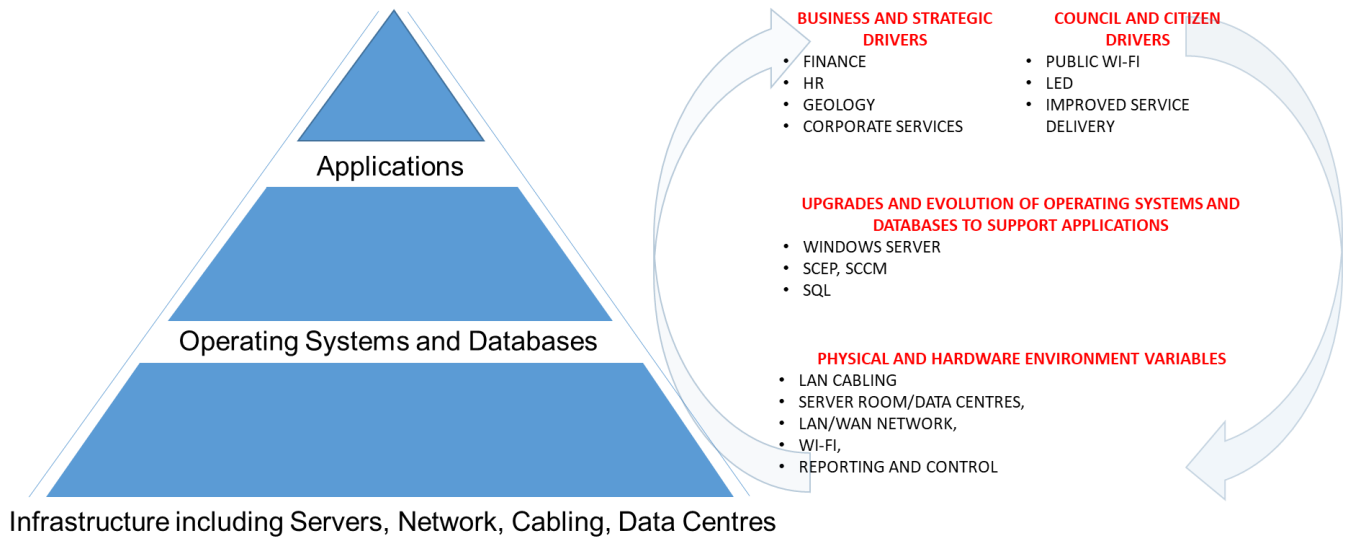 Applications
Operating Systems and Databases
Infrastructure including Servers, Network, Cabling, Data Centres
BUSINESS AND STRATEGIC
DRIVERS
• FINANCE
• HR
• GEOLOGY
• CORPORATE SERVICES
COUNCIL AND CITIZEN
DRIVERS
• PUBLIC WI-FI
• LED
• IMPROVED SERVICE
DELIVERY
UPGRADES AND EVOLUTION OF OPERATING SYSTEMS AND
DATABASES TO SUPPORT APPLICATIONS
• WINDOWS SERVER
• SCEP, SCCM
• SQL
PHYSICAL AND HARDWARE ENVIRONMENT VARIABLES
• LAN CABLING
• SERVER ROOM/DATA CENTRES,
• LAN/WAN NETWORK,
• WI-FI,
• REPORTING AND CONTROL